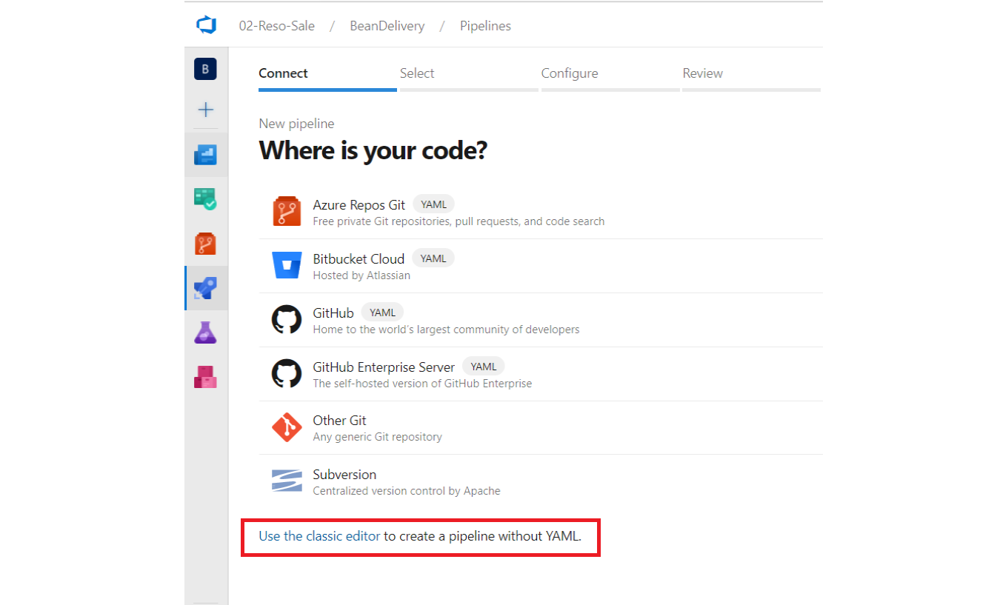 02-Reso-Sale / BeanDelivery / Pipelines
B
Connect Select Configure Review
New pipeline
Where is your code?
Azure Repos Git YAML
Free private Git repositories, pull requests, and code search
Bitbucket Cloud YAML
Hosted by Atlassian
GitHub YAML
Home to the world's largest community of developers
GitHub Enterprise Server YAML
The self-hosted version of GitHub Enterprise
Other Git
Any generic Git repository
Subversion
Centralized version control by Apache
Use the classic editor to create a pipeline without YAML.